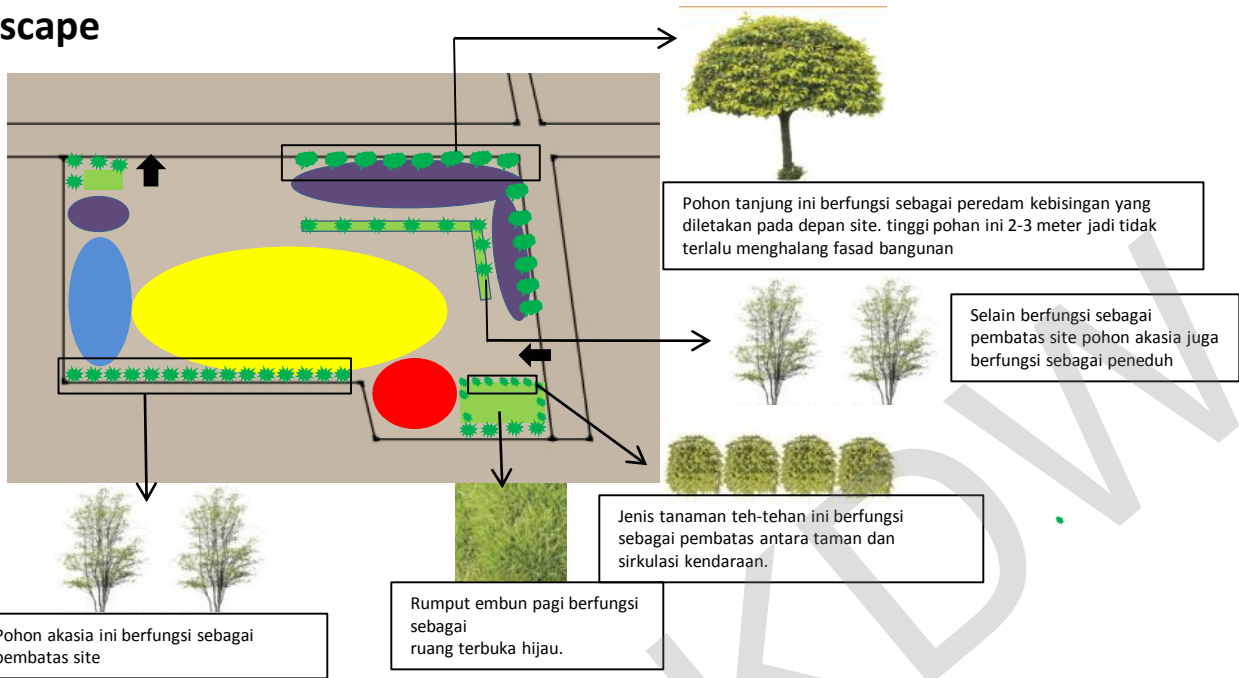 scape
Pohon tanjung ini berfungsi sebagai peredam kebisingan yang
diletakan pada depan site. tinggi pohan ini 2-3 meter jadi tidak
terlalu menghalang fasad bangunan
Selain berfungsi sebagai
pembatas site pohon akasia juga
berfungsi sebagai peneduh
Jenis tanaman teh-tehan ini berfungsi
sebagai pembatas antara taman dan
sirkulasi kendaraan.
Rumput embun pagi berfungsi
sebagai
ruang terbuka hijau.
Pohon akasia ini berfungsi sebagai
pembatas site
KDW